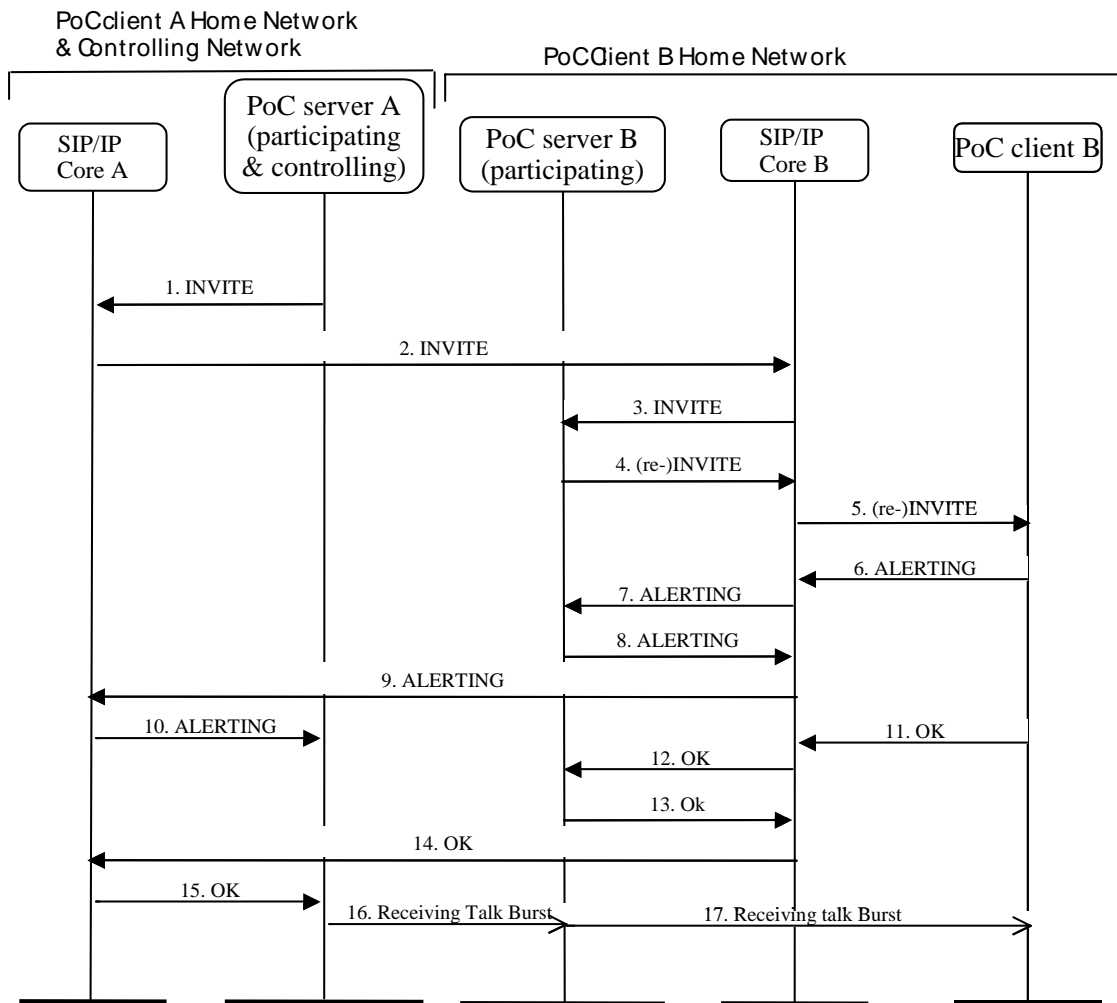 PoCclient A Home Network
& Controlling Network
PoCClient B Home Network
SIP/IP
Core A
PoC server A
(participating
& controlling)
PoC server B
(participating)
SIP/IP
Core B
PoC client B
1. INVITE
2. INVITE
3. INVITE
4. (re-)INVITE
5. (re-)INVITE
6. ALERTING
7. ALERTING
8. ALERTING
9. ALERTING
10. ALERTING
11. OK
12. OK
13. Ok
14. OK
15. OK
16. Receiving Talk Burst
17. Receiving talk Burst